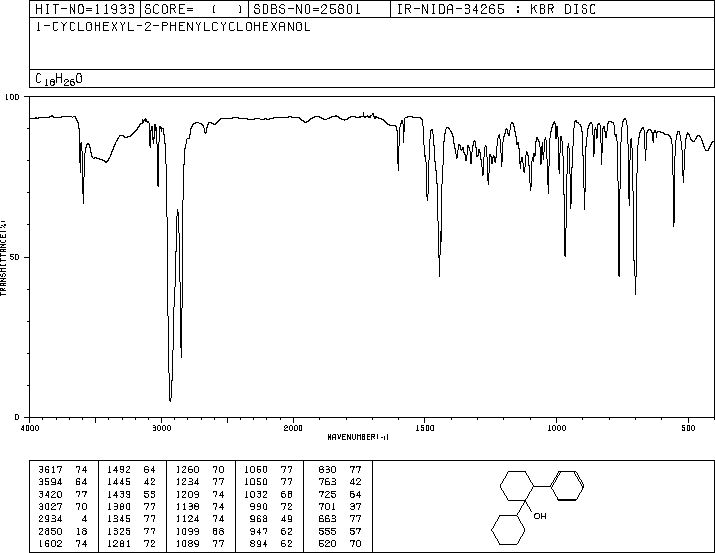 HIT-NO=11933 SCORE= ( ) SDBS-NO=25801 IR-NIDA-34265 : KBR DISC
1-CYCLOHEXYL-2-PHENYLCYCLOHEXANOL
C18H26O
100
50
0
TRANSMITTANCE(%)
4000 3000 2000 1500 1000 500
WAVENUMBER(-1)
3617 74 1492 64 1260 70 1060 77 830 77
3594 64 1445 42 1234 77 1050 77 763 42
3420 77 1439 55 1209 74 1032 68 725 64
3027 70 1380 77 1138 74 990 72 701 37
2934 4 1345 77 1124 74 968 49 663 77
2850 18 1325 77 1099 68 947 62 555 57
1602 74 1281 72 1089 77 894 62 520 70
OH